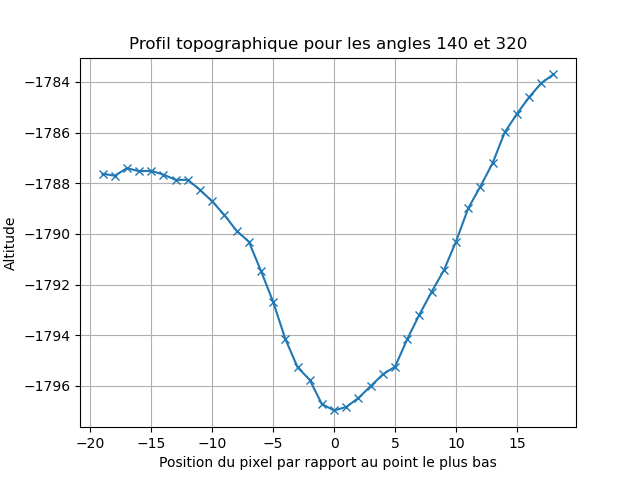 Profil topographique pour les angles 140 et 320
Altitude
−1784
−1786
−1788
−1790
−1792
−1794
−1796
−20 −15 −10 −5 0 5 10 15
Position du pixel par rapport au point le plus bas